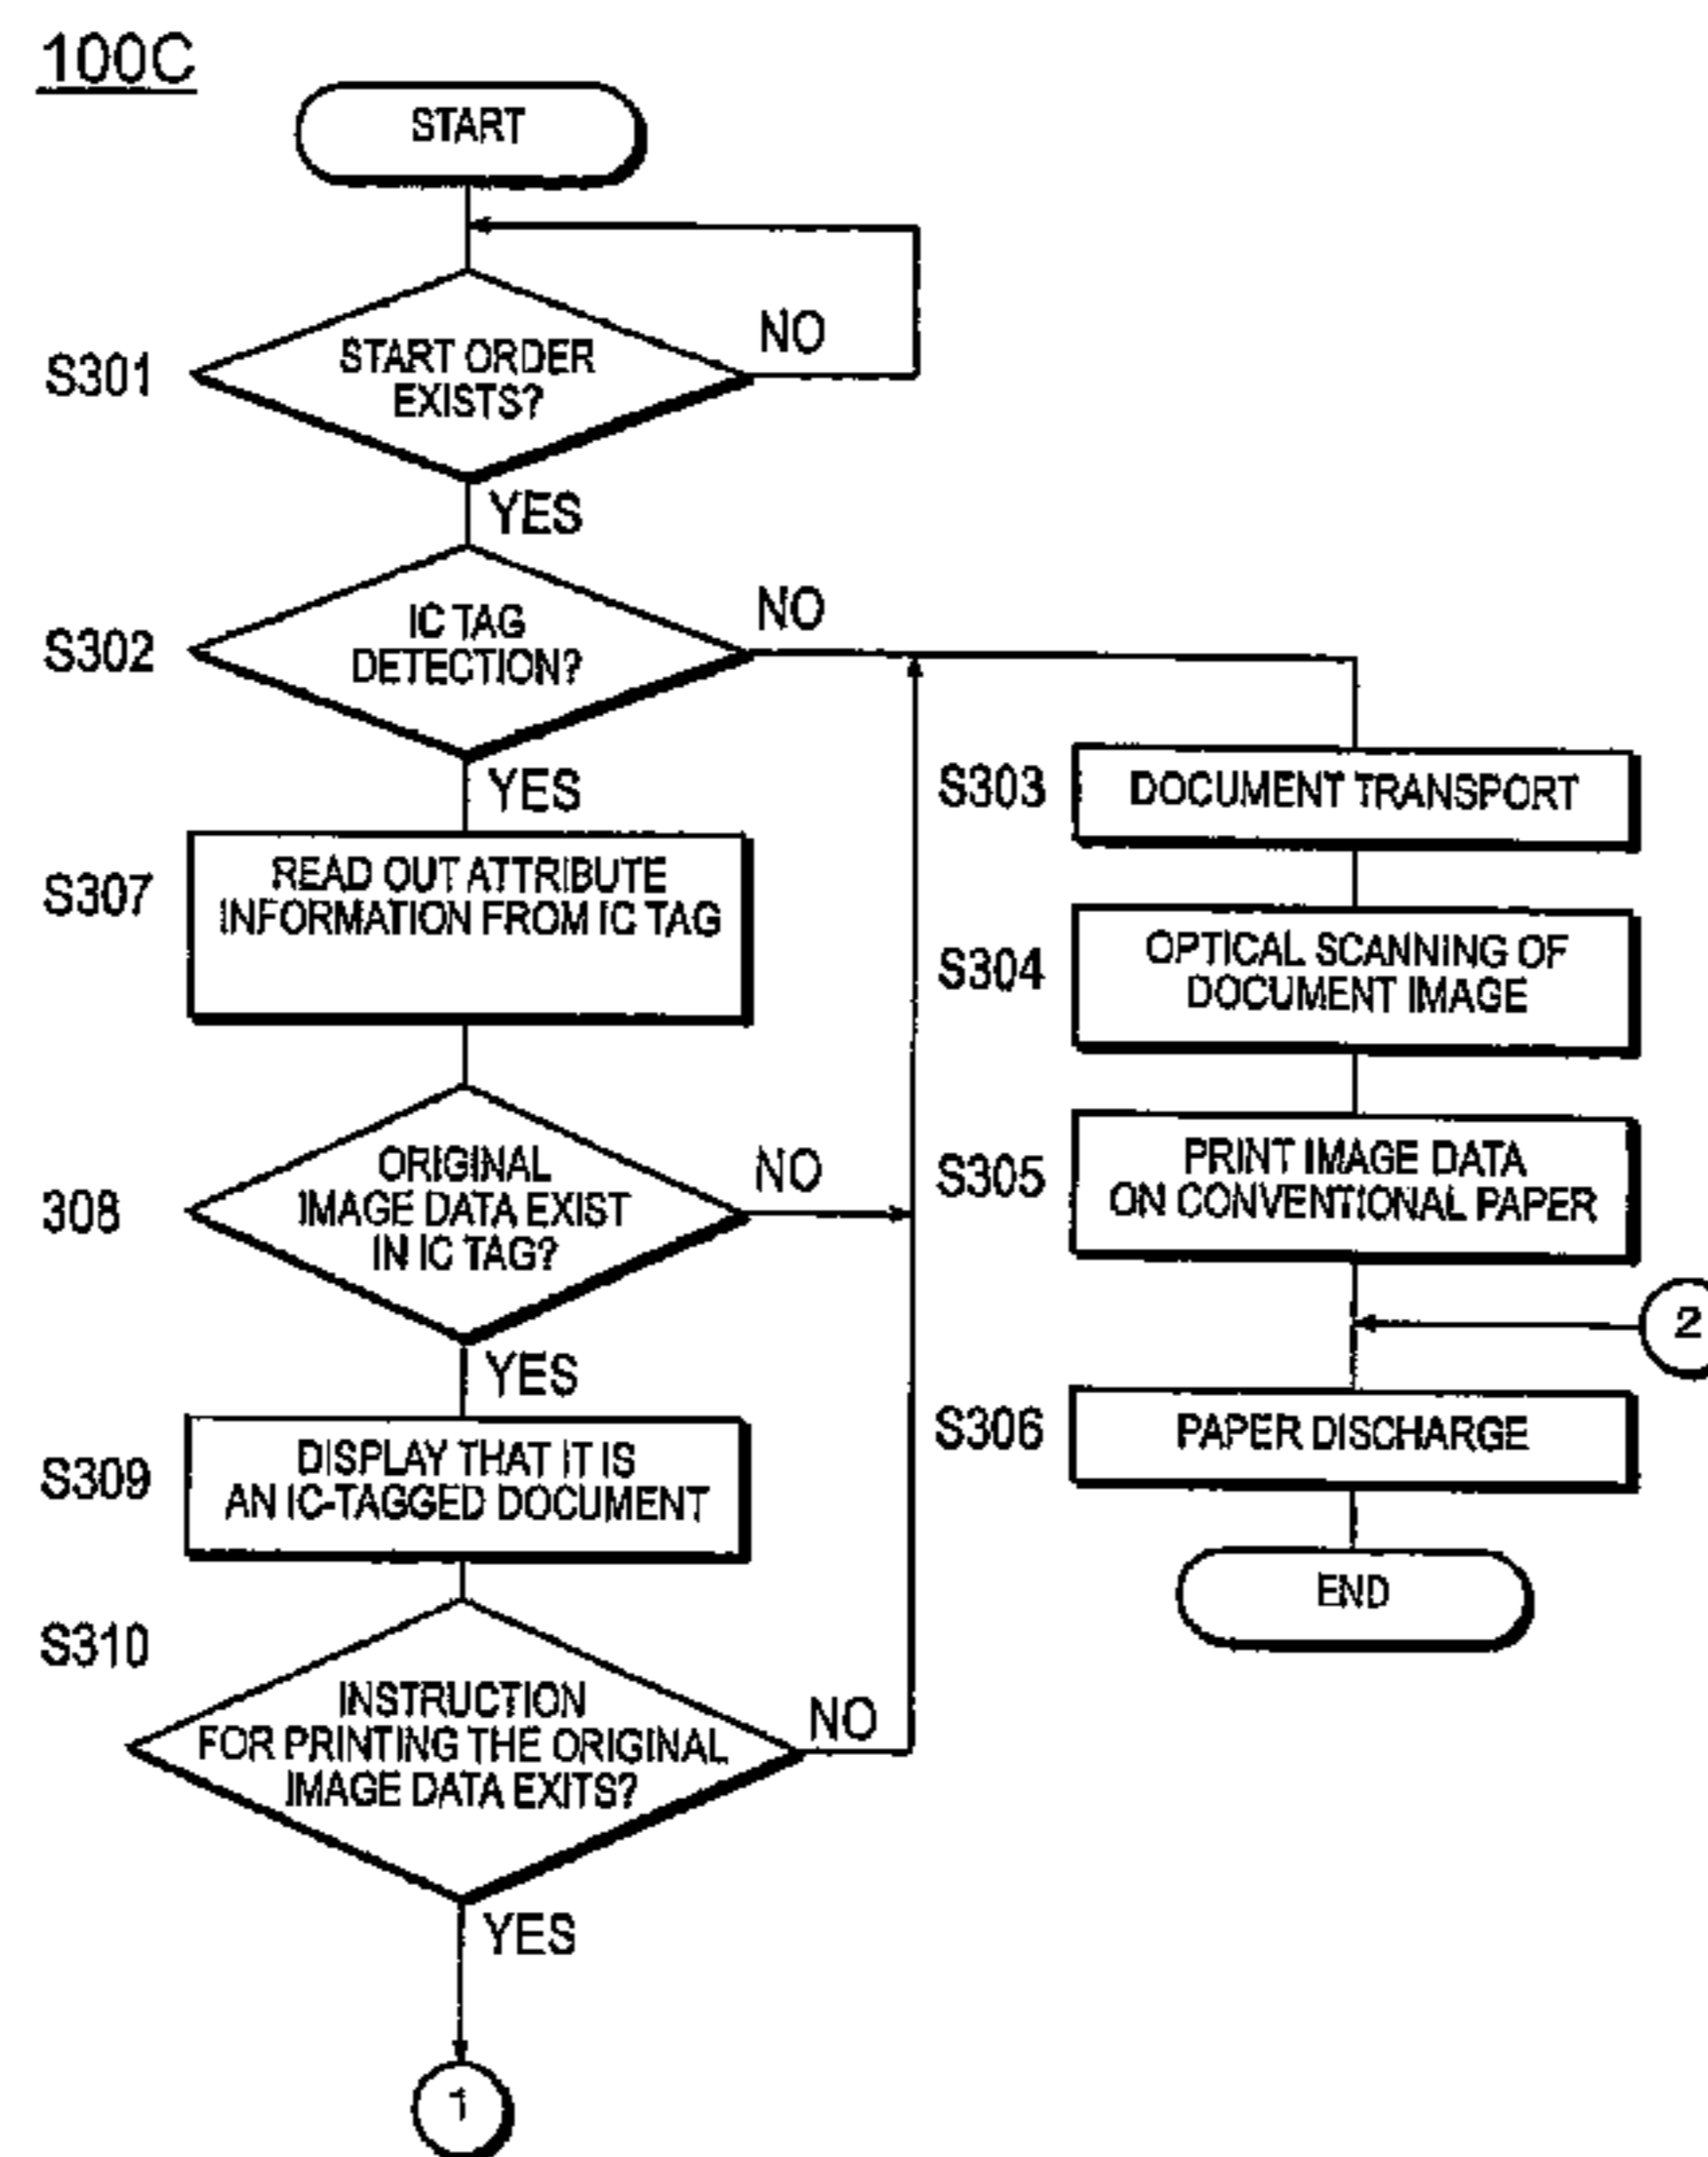 100C
START
S301
START ORDER
EXISTS?
NO
YES
S302
IC TAG
DETECTION?
NO
YES
S307
READ OUT ATTRIBUTE
INFORMATION FROM IC TAG
308
ORIGINAL
IMAGE DATA EXIST
IN IC TAG?
NO
YES
S309
DISPLAY THAT IT IS
AN IC-TAGGED DOCUMENT
S310
INSTRUCTION
FOR PRINTING THE ORIGINAL
IMAGE DATA EXITS?
NO
YES
1
S303
DOCUMENT TRANSPORT
S304
OPTICAL SCANNING OF
DOCUMENT IMAGE
S305
PRINT IMAGE DATA
ON CONVENTIONAL PAPER
2
S306
PAPER DISCHARGE
END